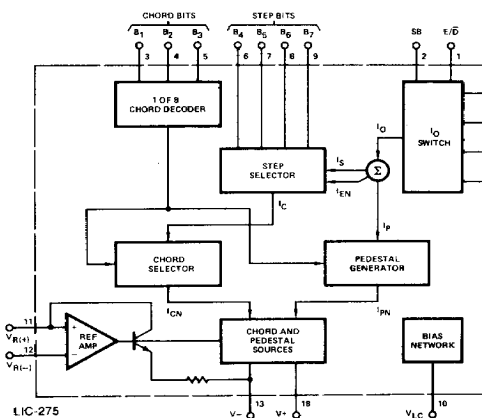 CHORD BITS
STEP BITS
B1 B2 B3 B4 B5 B6 B7 SB E/D̅
3 4 5 6 7 8 9 2 1
1 OF 8
CHORD DECODER
IO
SWITCH
IO
STEP
SELECTOR
IS
Σ
IEN
IC
IP
CHORD
SELECTOR
PEDESTAL
GENERATOR
ICN
IPN
11
VR(+)
+
REF
AMP
12
VR(−)
−
CHORD AND
PEDESTAL
SOURCES
BIAS
NETWORK
13 18 10
V− V+ VLC
LIC-275